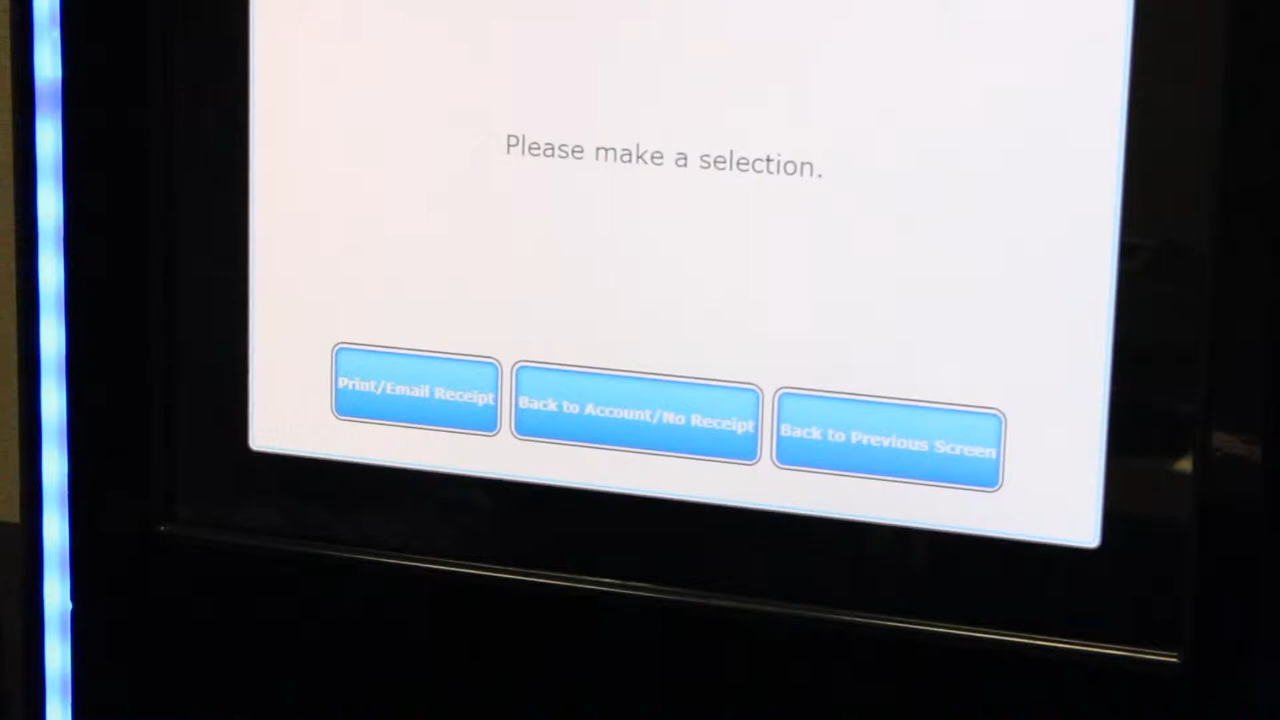 Please make a selection.
Print/Email Receipt
Back to Account/No Receipt
Back to Previous Screen